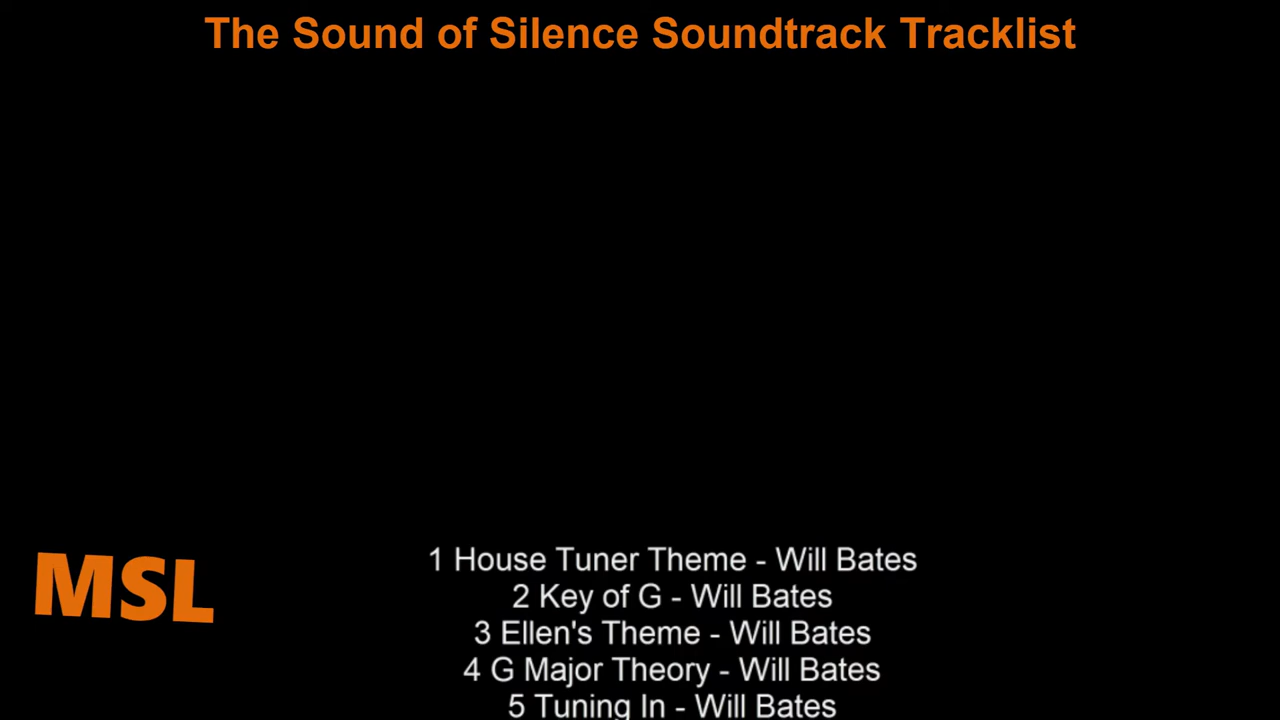 The Sound of Silence Soundtrack Tracklist
MSL
1 House Tuner Theme - Will Bates
2 Key of G - Will Bates
3 Ellen's Theme - Will Bates
4 G Major Theory - Will Bates
5 Tuning In - Will Bates